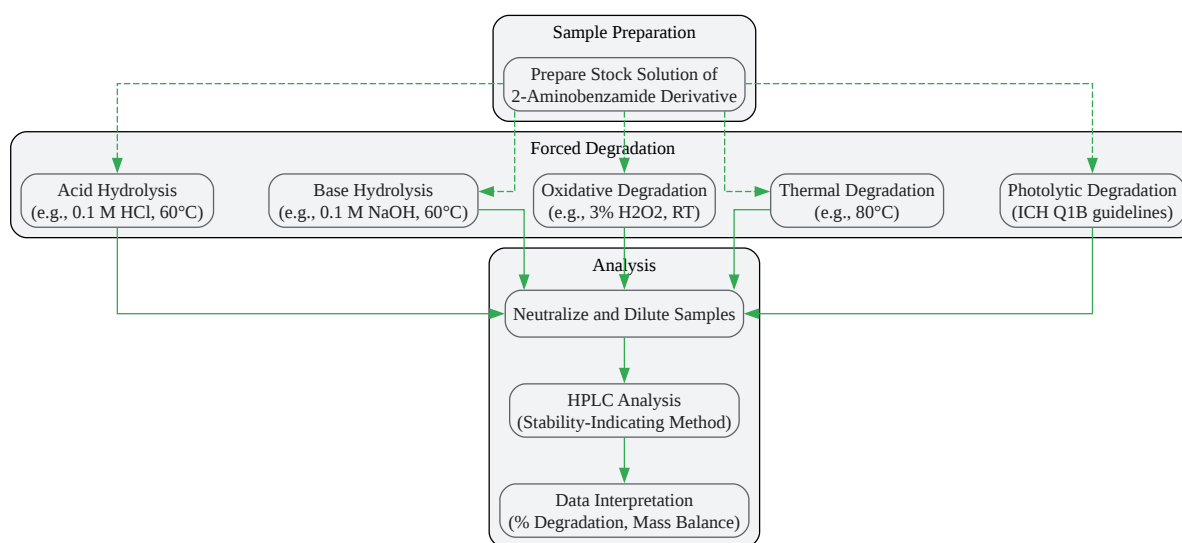 Sample Preparation
Prepare Stock Solution of
2-Aminobenzamide Derivative
Forced Degradation
Acid Hydrolysis
(e.g., 0.1 M HCl, 60°C)
Base Hydrolysis
(e.g., 0.1 M NaOH, 60°C)
Oxidative Degradation
(e.g., 3% H2O2, RT)
Thermal Degradation
(e.g., 80°C)
Photolytic Degradation
(ICH Q1B guidelines)
Analysis
Neutralize and Dilute Samples
HPLC Analysis
(Stability-Indicating Method)
Data Interpretation
(% Degradation, Mass Balance)